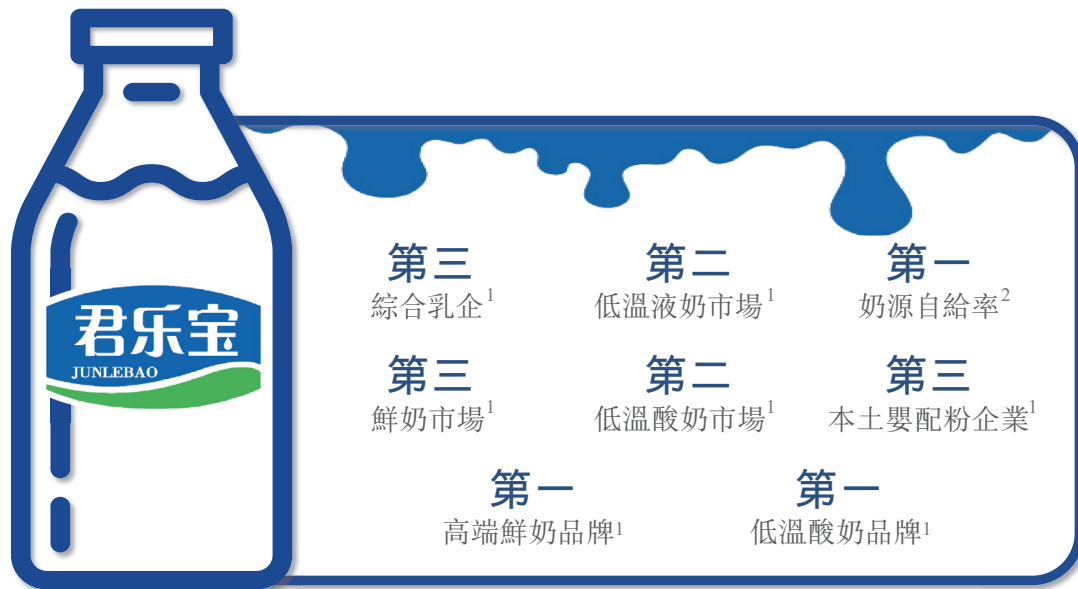 君乐宝
JUNLEBAO
第三
綜合乳企1
第二
低溫液奶市場1
第一
奶源自給率2
第三
鮮奶市場1
第二
低溫酸奶市場1
第三
本土嬰配粉企業1
第一
高端鮮奶品牌1
第一
低溫酸奶品牌1